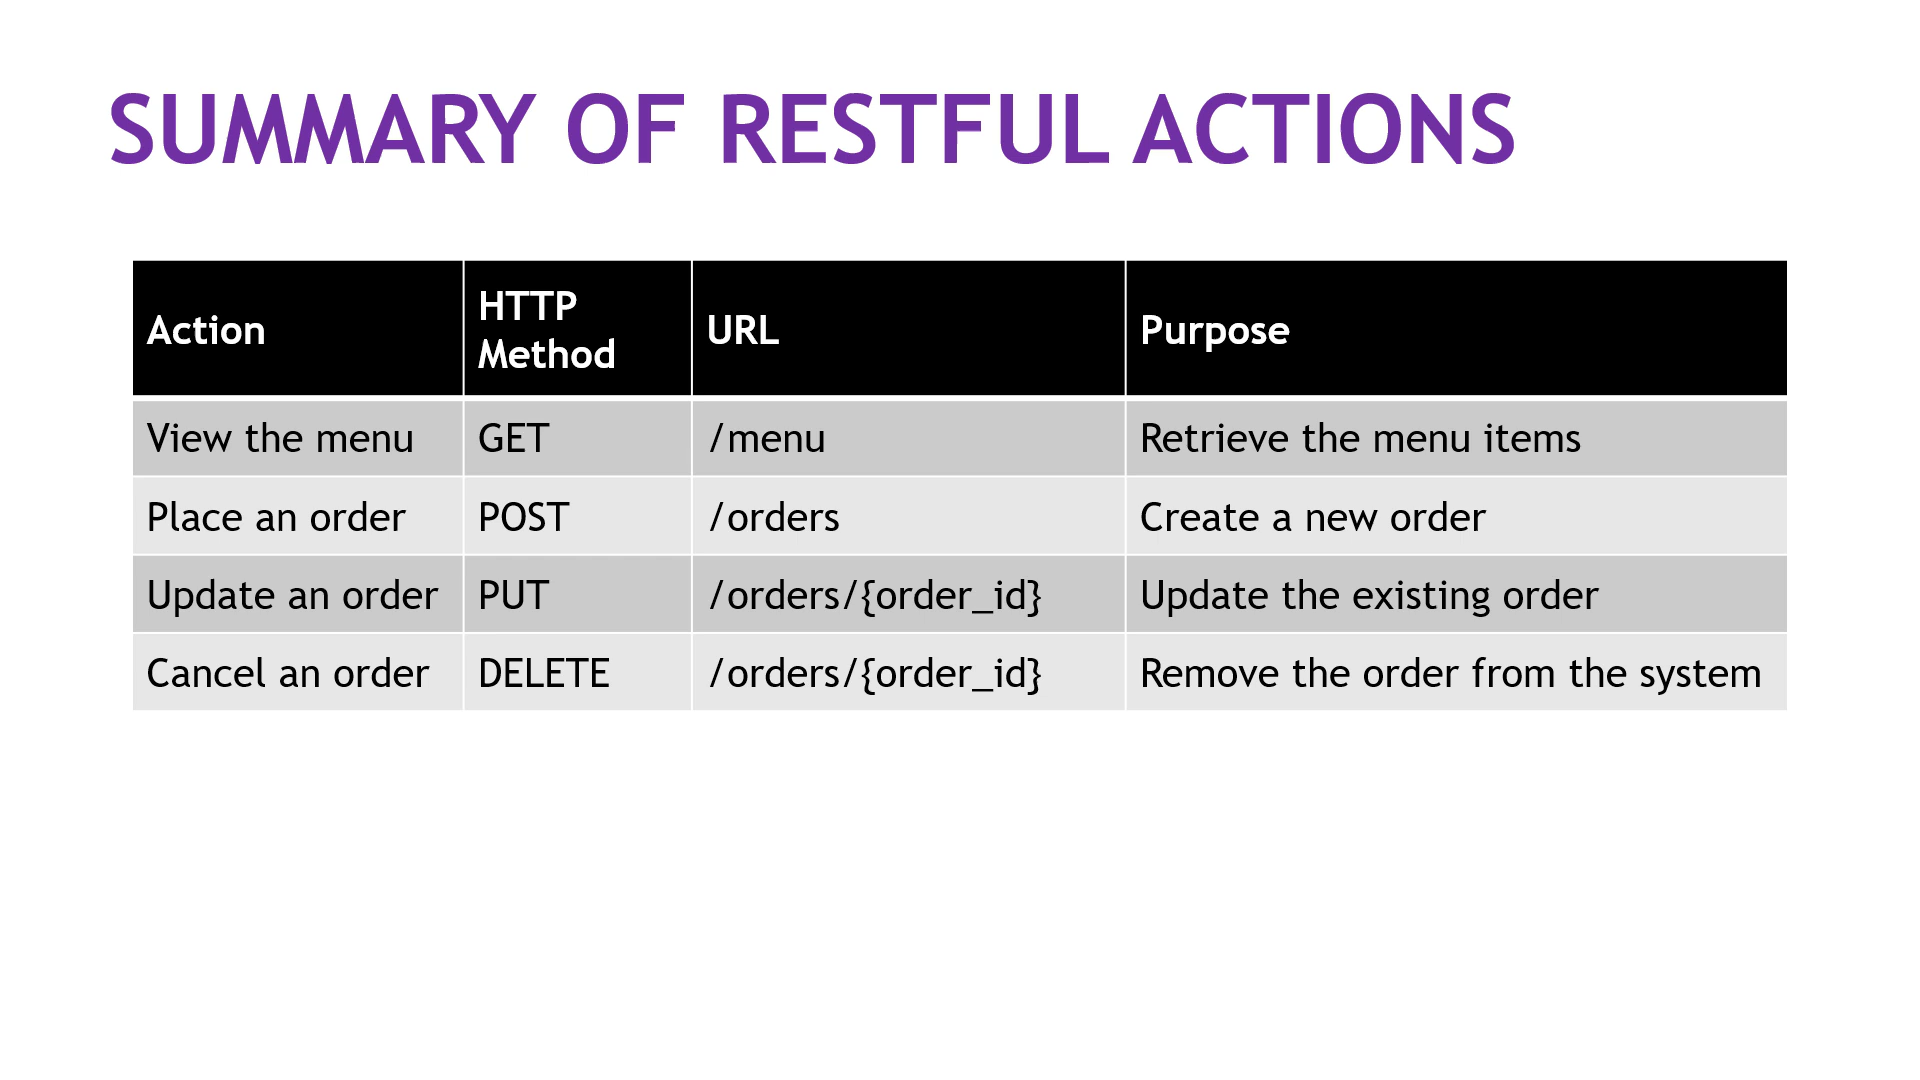 SUMMARY OF RESTFUL ACTIONS
Action
HTTP
Method
URL
Purpose
View the menu
GET
/menu
Retrieve the menu items
Place an order
POST
/orders
Create a new order
Update an order
PUT
/orders/{order_id}
Update the existing order
Cancel an order
DELETE
/orders/{order_id}
Remove the order from the system